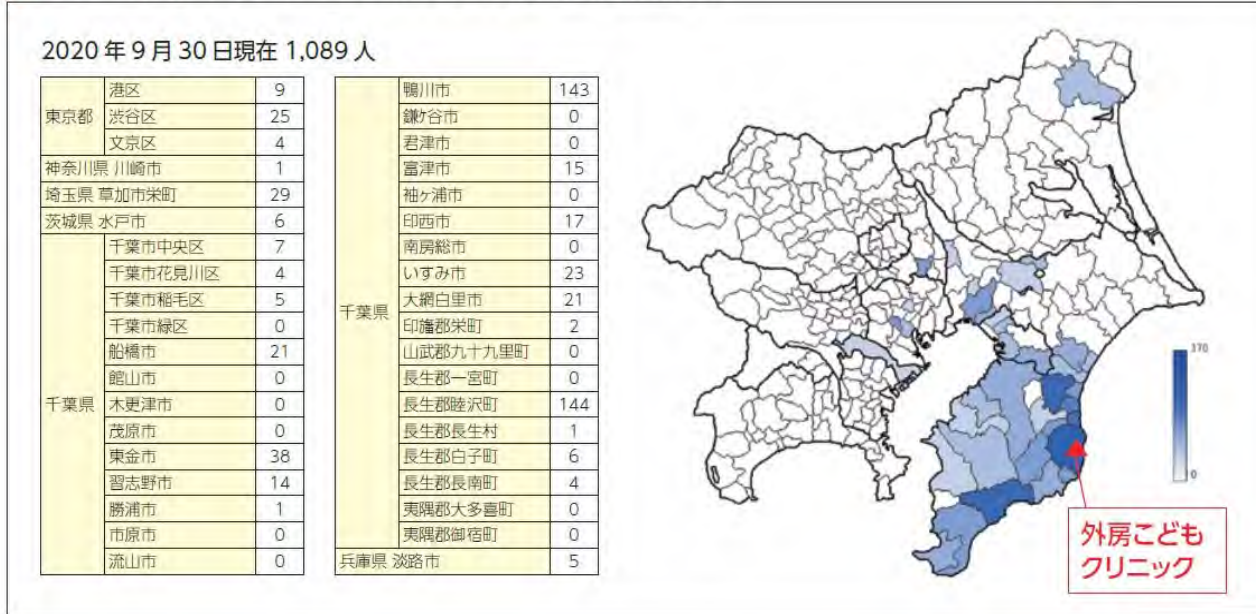 2020年9月30日現在 1,089人
東京都 港区 9
渋谷区 25
文京区 4
神奈川県 川崎市 1
埼玉県 草加市栄町 29
茨城県 水戸市 6
千葉県 千葉市中央区 7
千葉市花見川区 4
千葉市稲毛区 5
千葉市緑区 0
船橋市 21
館山市 0
木更津市 0
茂原市 0
東金市 38
習志野市 14
勝浦市 1
市原市 0
流山市 0
千葉県 鴨川市 143
鎌ケ谷市 0
君津市 0
富津市 15
袖ヶ浦市 0
印西市 17
南房総市 0
いすみ市 23
大網白里市 21
印旛郡栄町 2
山武郡九十九里町 0
長生郡一宮町 0
長生郡睦沢町 144
長生郡長生村 1
長生郡白子町 6
長生郡長南町 4
夷隅郡大多喜町 0
夷隅郡御宿町 0
兵庫県 淡路市 5
370
0
外房こども
クリニック